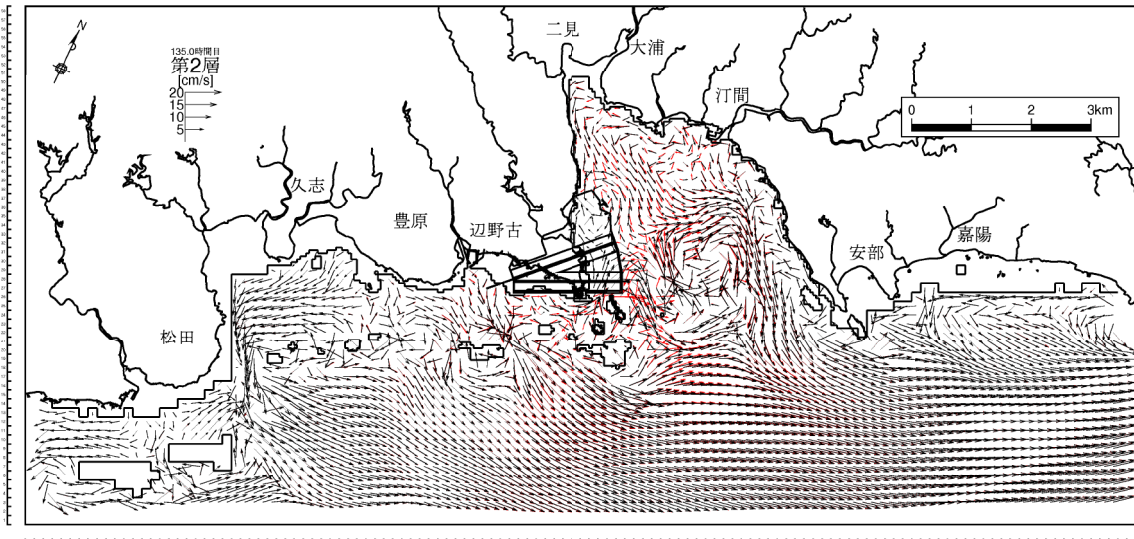 N
135.0時間目
第2層
[cm/s]
20
15
10
5
二見
大浦
汀間
0 1 2 3km
久志
豊原
辺野古
安部
嘉陽
松田